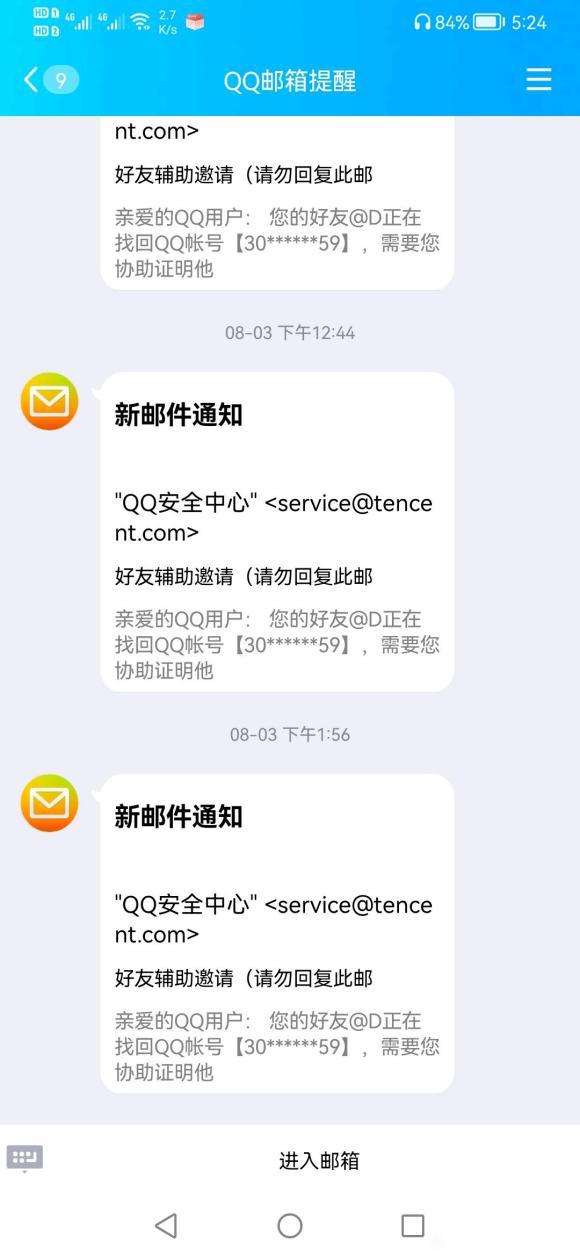 HD 1 4G 4G 2.7 84% 5:24
HD 2 K/s
9 QQ邮箱提醒
nt.com>
好友辅助邀请（请勿回复此邮
亲爱的QQ用户： 您的好友@D正在
找回QQ帐号【30******59】，需要您
协助证明他
08-03 下午12:44
新邮件通知
"QQ安全中心" <service@tence
nt.com>
好友辅助邀请（请勿回复此邮
亲爱的QQ用户： 您的好友@D正在
找回QQ帐号【30******59】，需要您
协助证明他
08-03 下午1:56
新邮件通知
"QQ安全中心" <service@tence
nt.com>
好友辅助邀请（请勿回复此邮
亲爱的QQ用户： 您的好友@D正在
找回QQ帐号【30******59】，需要您
协助证明他
进入邮箱